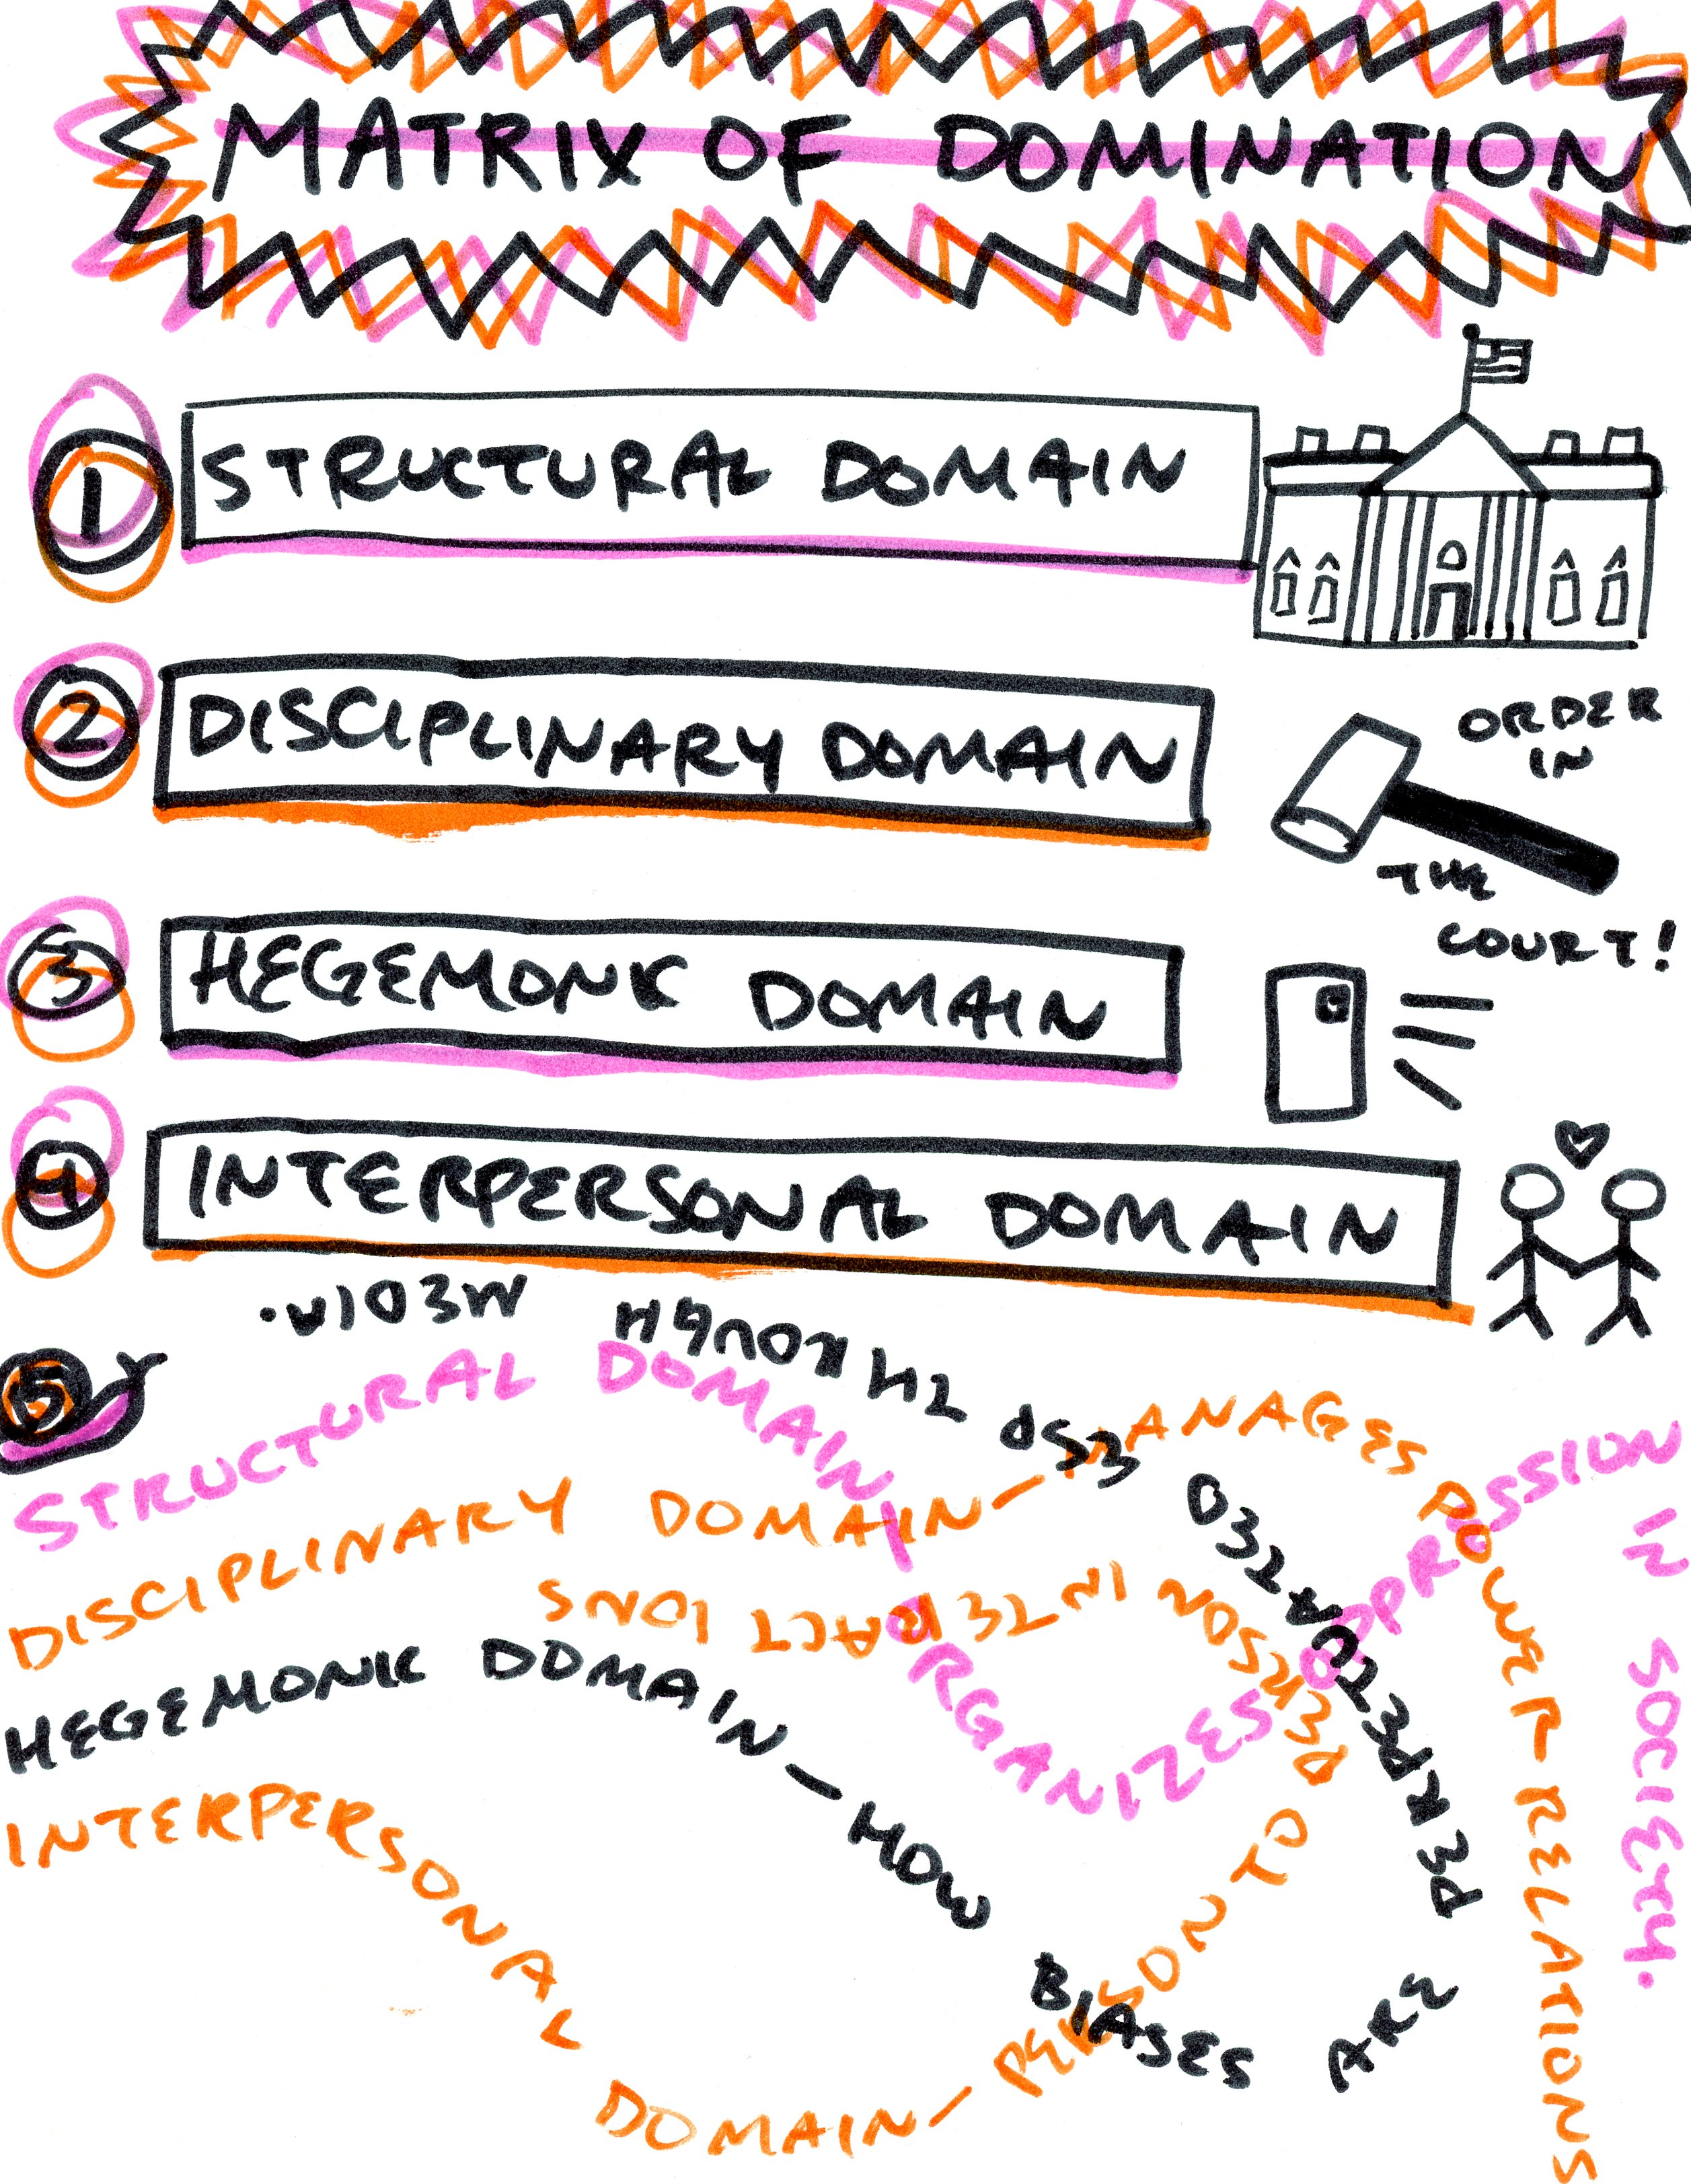 MATRIX OF DOMINATION
1 STRUCTURAL DOMAIN
2 DISCIPLINARY DOMAIN
ORDER
IN
THE
COURT!
3 HEGEMONIC DOMAIN
4 INTERPERSONAL DOMAIN
5
STRUCTURAL DOMAIN - ORGANIZES OPPRESSION IN SOCIETY.
DISCIPLINARY DOMAIN - MANAGES POWER RELATIONS
HEGEMONIC DOMAIN - HOW BIASES ARE PERPETRATED THROUGH MEDIA.
INTERPERSONAL DOMAIN - PERSON TO PERSON INTERACTIONS